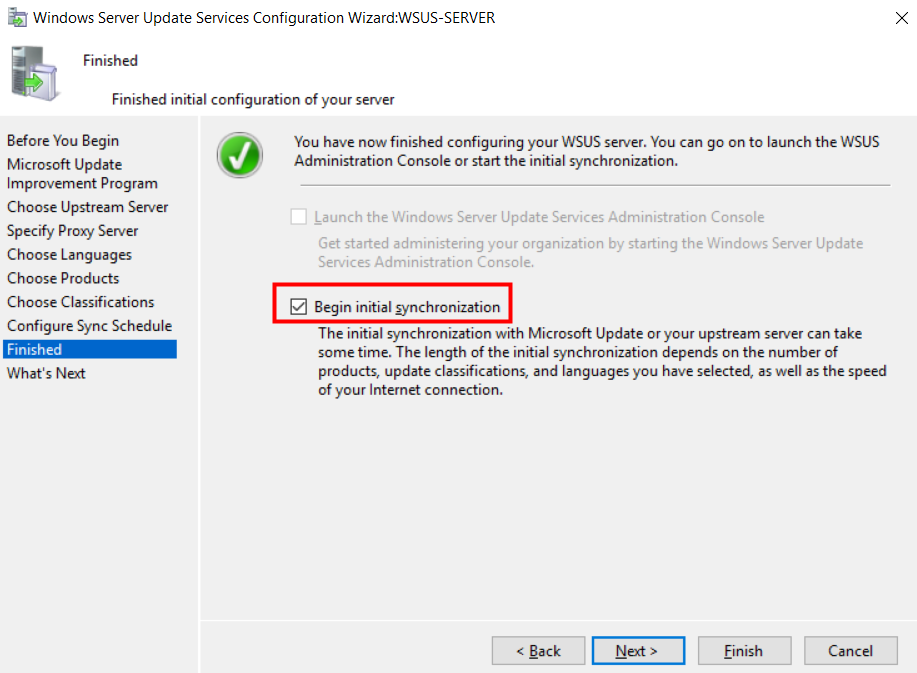 Windows Server Update Services Configuration Wizard:WSUS-SERVER
Finished
Finished initial configuration of your server
Before You Begin
Microsoft Update
Improvement Program
Choose Upstream Server
Specify Proxy Server
Choose Languages
Choose Products
Choose Classifications
Configure Sync Schedule
Finished
What's Next
You have now finished configuring your WSUS server. You can go on to launch the WSUS
Administration Console or start the initial synchronization.
Launch the Windows Server Update Services Administration Console
Get started administering your organization by starting the Windows Server Update
Services Administration Console.
Begin initial synchronization
The initial synchronization with Microsoft Update or your upstream server can take
some time. The length of the initial synchronization depends on the number of
products, update classifications, and languages you have selected, as well as the speed
of your Internet connection.
< Back
Next >
Finish
Cancel